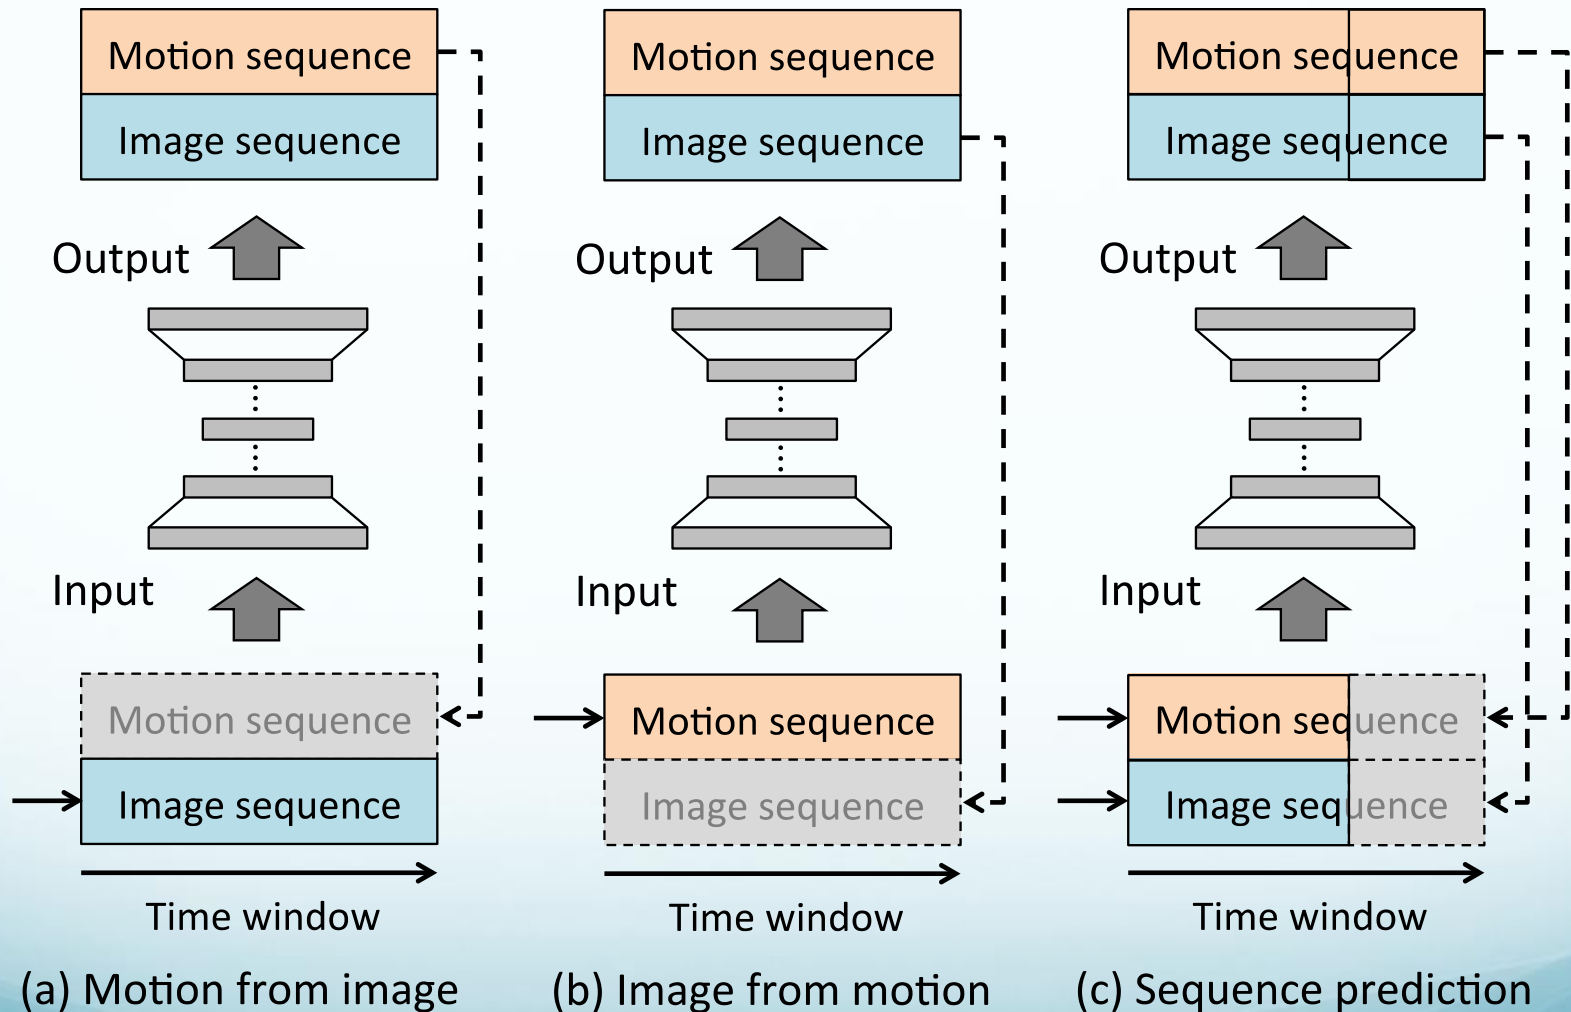 Motion sequence
Image sequence
Output
Input
Motion sequence
Image sequence
Time window
(a) Motion from image
Motion sequence
Image sequence
Output
Input
Motion sequence
Image sequence
Time window
(b) Image from motion
Motion sequence
Image sequence
Output
Input
Motion sequence
Image sequence
Time window
(c) Sequence prediction